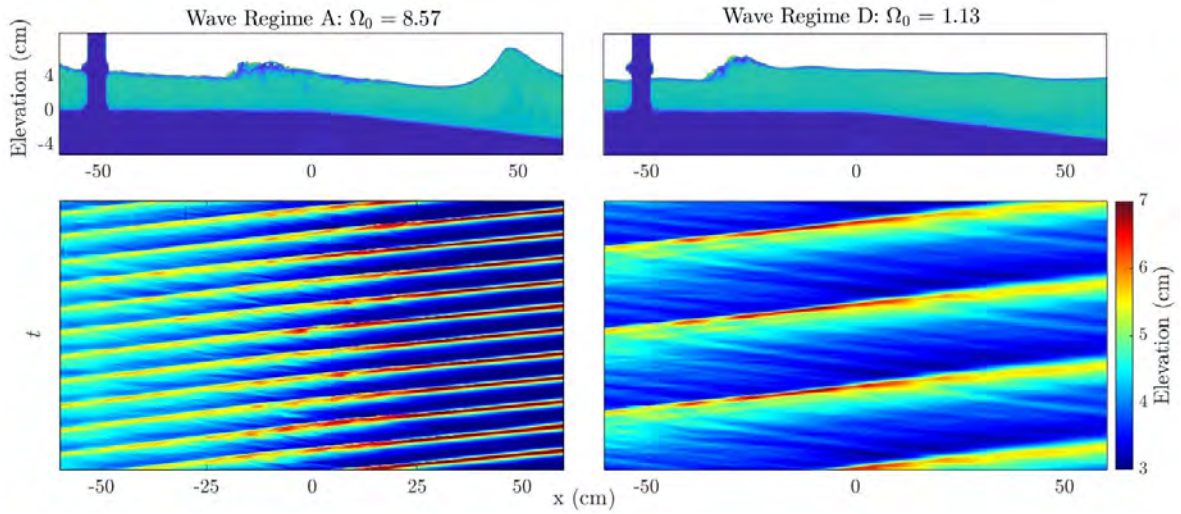 Wave Regime A: Ω₀ = 8.57
Wave Regime D: Ω₀ = 1.13
Elevation (cm)
4
0
-4
-50 0 50
-50 0 50
t
-50 -25 0 25 50
-50 0 50
x (cm)
7
6
5
4
3
Elevation (cm)